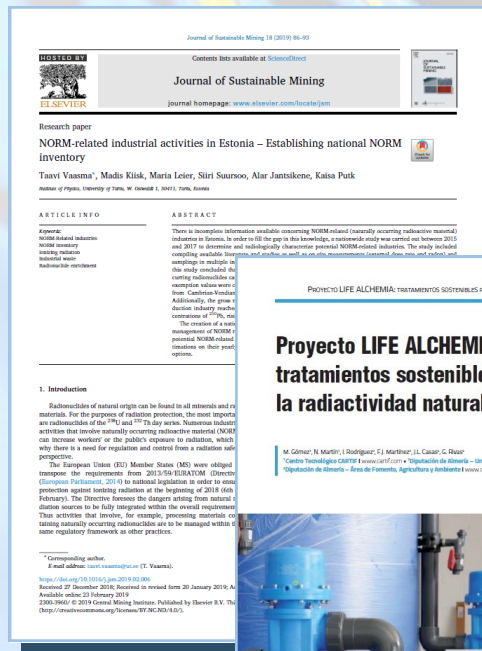 Journal of Sustainable Mining 18 (2019) 86–93
HOSTED BY
ELSEVIER
Contents lists available at ScienceDirect
Journal of Sustainable Mining
journal homepage: www.elsevier.com/locate/jsm
Research paper
NORM-related industrial activities in Estonia – Establishing national NORM
inventory
Taavi Vaasma*, Madis Kiisk, Maria Leier, Siiri Suursoo, Alar Jantsikene, Kaisa Putk
Institute of Physics, University of Tartu, W. Ostwaldi 1, 50411, Tartu, Estonia
ARTICLE INFO
Keywords:
NORM-Related industries
NORM inventory
Ionizing radiation
Industrial waste
Radionuclide enrichment
ABSTRACT
There is incomplete information available concerning NORM-related (naturally occurring radioactive material)
industries in Estonia. In order to fill the gap in this knowledge, a nationwide study was carried out between 2015
and 2017 to determine and radiologically characterize potential NORM-related industries. The study included
compiling available literature and studies as well as on-site measurements (external dose rate and radon) and
samplings in multiple in
this study concluded tha
curring radionuclides ca
exemption values were c
from Cambrian-Vendian
Additionally, the gross r
duction industry reache
centrations of ²¹⁰Pb, risi
The creation of a nati
management of NORM r
potential NORM-related
timations on their yearly
options.
1. Introduction
Radionuclides of natural origin can be found in all minerals and ra
materials. For the purposes of radiation protection, the most importa
are radionuclides of the ²³⁸U and ²³²Th day series. Numerous industri
activities that involve naturally occurring radioactive material (NORM
can increase workers' or the public's exposure to radiation, which
why there is a need for regulation and control from a radiation safe
perspective.
The European Union (EU) Member States (MS) were obliged
transpose the requirements from 2013/59/EURATOM (Directiv
(European Parliament, 2014) to national legislation in order to ensu
protection against ionizing radiation at the beginning of 2018 (6th
February). The Directive foresees the dangers arising from natural r
diation sources to be fully integrated within the overall requirement
Thus activities that involve, for example, processing materials co
taining naturally occurring radionuclides are to be managed within th
same regulatory framework as other practices.
* Corresponding author.
E-mail address: taavi.vaasma@ut.ee (T. Vaasma).
https://doi.org/10.1016/j.jsm.2019.02.006
Received 27 December 2018; Received in revised form 20 January 2019; Ac
Available online 23 February 2019
2300-3960/ © 2019 Central Mining Institute. Published by Elsevier B.V. Thi
(http://creativecommons.org/licenses/BY-NC-ND/4.0/).
PROYECTO LIFE ALCHEMIA: TRATAMIENTOS SOSTENIBLES P
Proyecto LIFE ALCHEMI
tratamientos sostenible
la radiactividad natural
M. Gómez¹, N. Martín¹, I. Rodríguez², F.J. Martínez², J.L. Casas², G. Rivas³